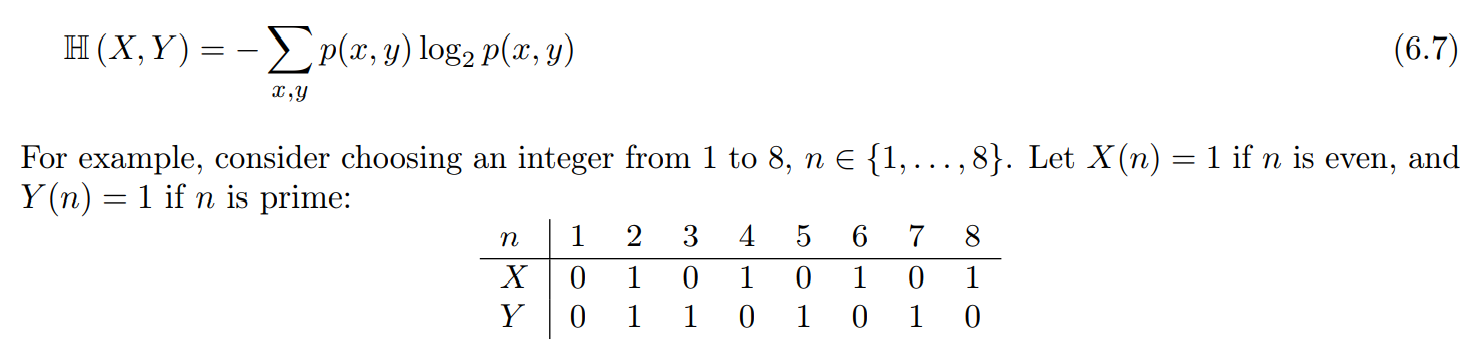 ℍ (X, Y) = − ∑ p(x, y) log₂ p(x, y) (6.7)
x,y
For example, consider choosing an integer from 1 to 8, n ∈ {1, . . . , 8}. Let X(n) = 1 if n is even, and
Y(n) = 1 if n is prime:
n 1 2 3 4 5 6 7 8
X 0 1 0 1 0 1 0 1
Y 0 1 1 0 1 0 1 0